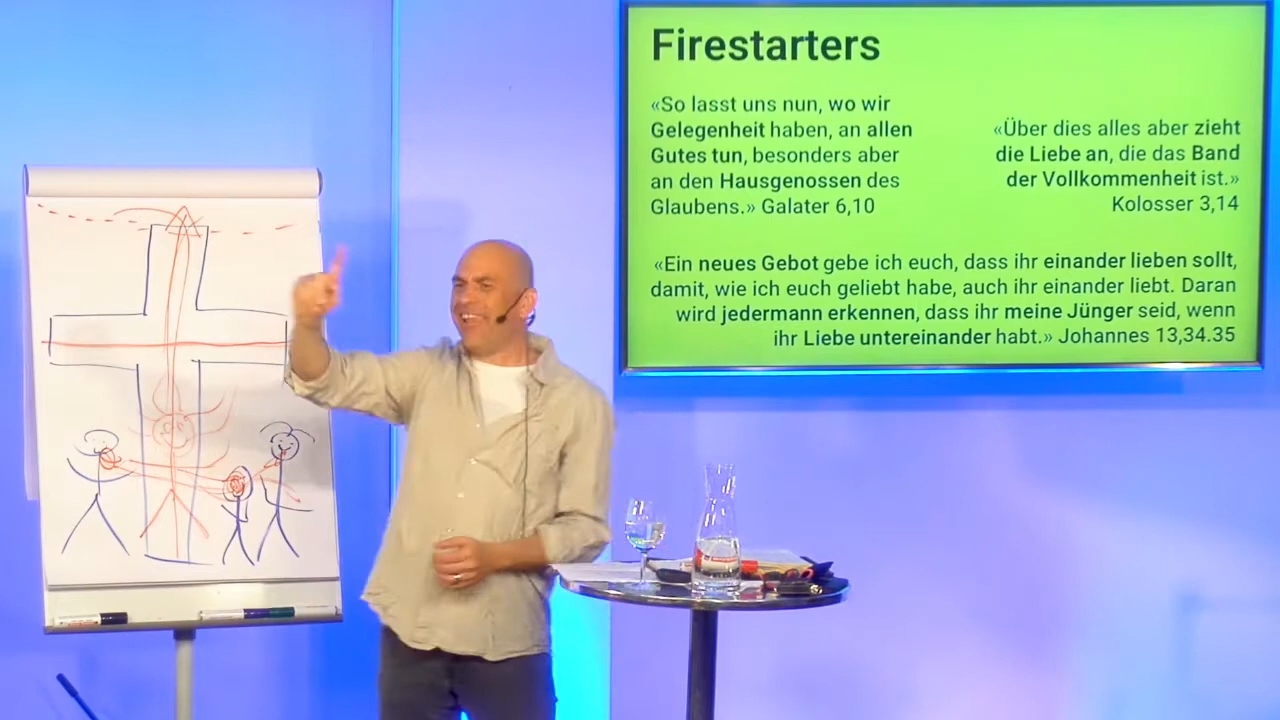 Firestarters
«So lasst uns nun, wo wir
Gelegenheit haben, an allen
Gutes tun, besonders aber
an den Hausgenossen des
Glaubens.» Galater 6,10
«Über dies alles aber zieht
die Liebe an, die das Band
der Vollkommenheit ist.»
Kolosser 3,14
«Ein neues Gebot gebe ich euch, dass ihr einander lieben sollt,
damit, wie ich euch geliebt habe, auch ihr einander liebt. Daran
wird jedermann erkennen, dass ihr meine Jünger seid, wenn
ihr Liebe untereinander habt.» Johannes 13,34.35